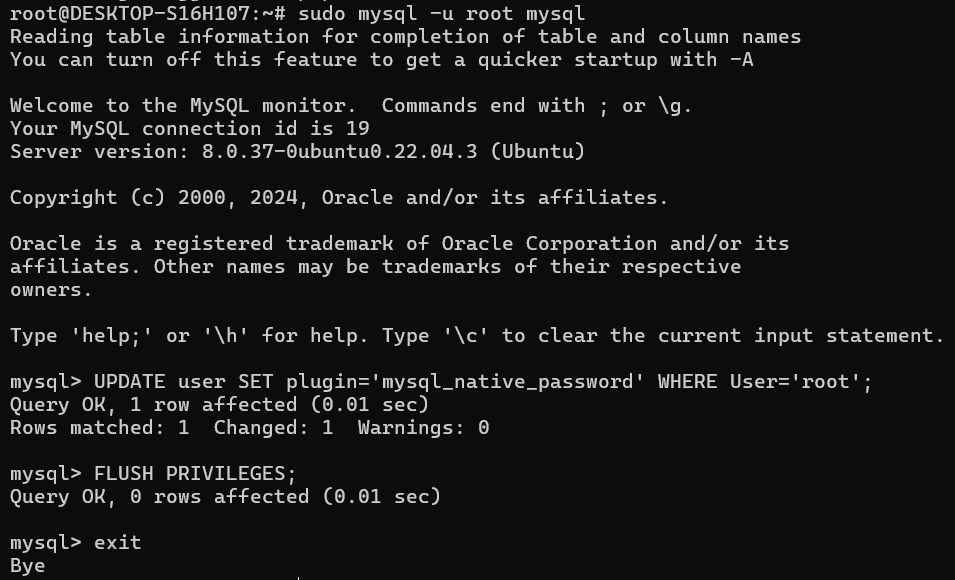 root@DESKTOP-S16H107:~# sudo mysql -u root mysql
Reading table information for completion of table and column names
You can turn off this feature to get a quicker startup with -A
Welcome to the MySQL monitor.  Commands end with ; or \g.
Your MySQL connection id is 19
Server version: 8.0.37-0ubuntu0.22.04.3 (Ubuntu)
Copyright (c) 2000, 2024, Oracle and/or its affiliates.
Oracle is a registered trademark of Oracle Corporation and/or its
affiliates. Other names may be trademarks of their respective
owners.
Type 'help;' or '\h' for help. Type '\c' to clear the current input statement.
mysql> UPDATE user SET plugin='mysql_native_password' WHERE User='root';
Query OK, 1 row affected (0.01 sec)
Rows matched: 1  Changed: 1  Warnings: 0
mysql> FLUSH PRIVILEGES;
Query OK, 0 rows affected (0.01 sec)
mysql> exit
Bye